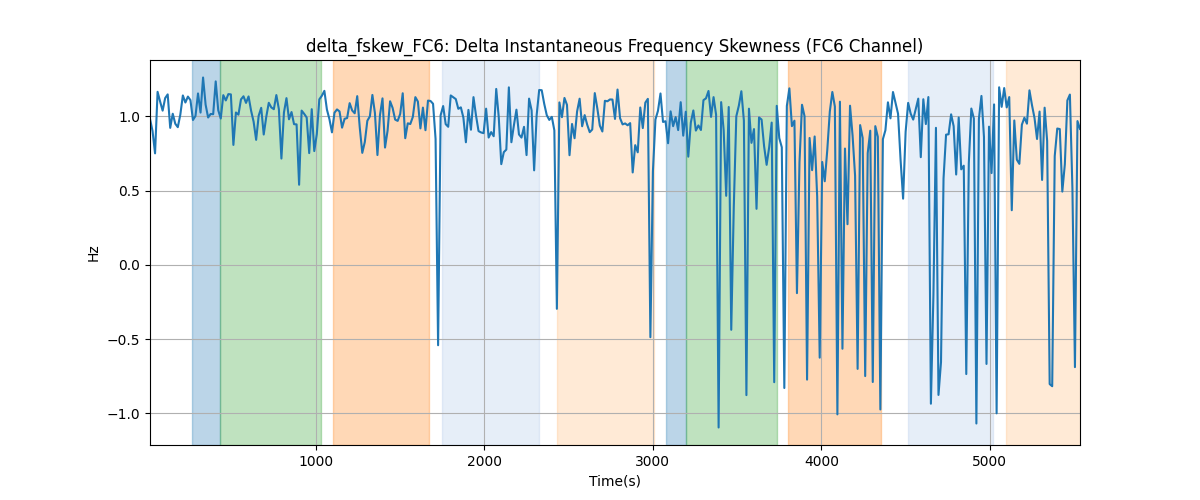 delta_fskew_FC6: Delta Instantaneous Frequency Skewness (FC6 Channel)
1.0
0.5
0.0
−0.5
−1.0
Hz
1000 2000 3000 4000 5000
Time(s)